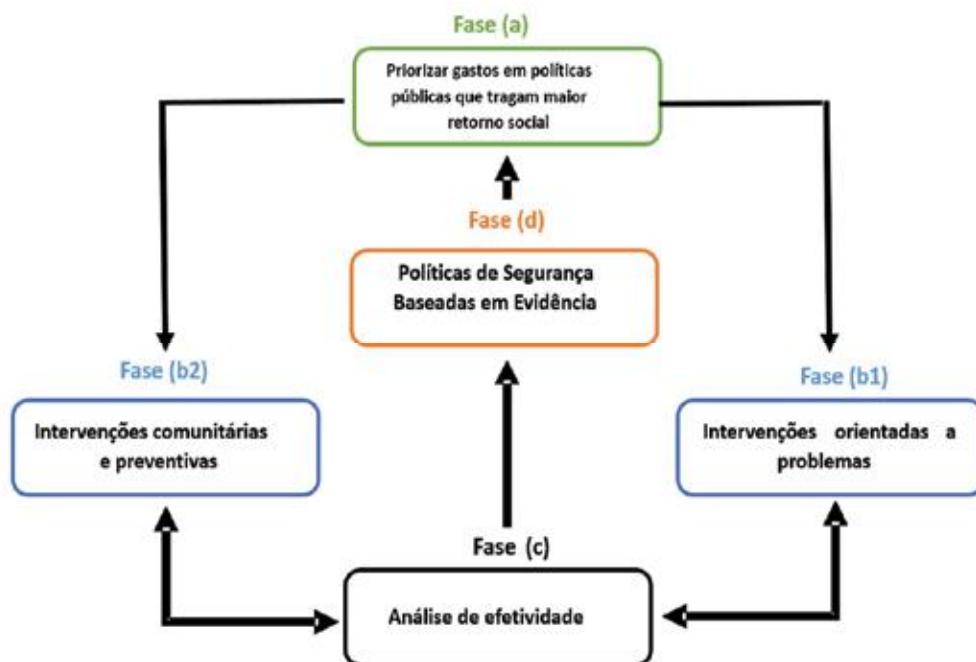 Fase (a)
Priorizar gastos em políticas
públicas que tragam maior
retorno social
Fase (d)
Políticas de Segurança
Baseadas em Evidência
Fase (b2)
Intervenções comunitárias
e preventivas
Fase (b1)
Intervenções orientadas a
problemas
Fase (c)
Análise de efetividade